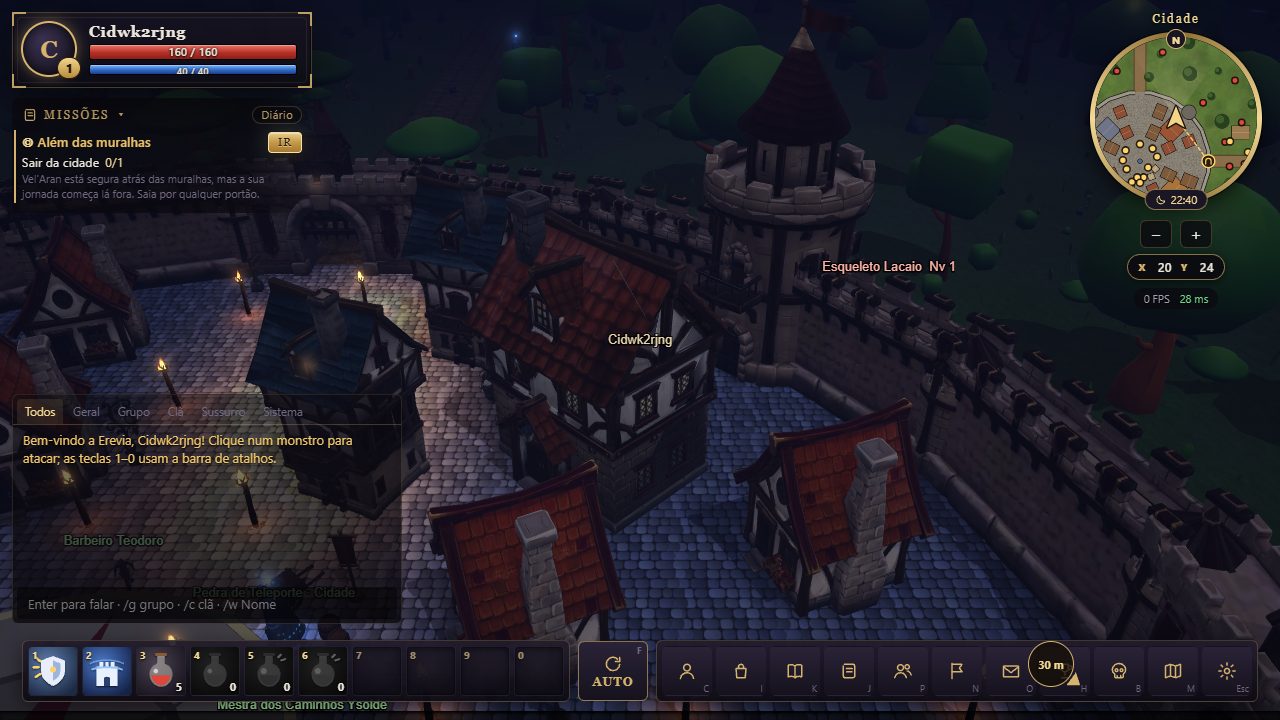 Cidwk2rjng
C
1
160 / 160
40 / 40
MISSÕES
Diário
Além das muralhas
IR
Sair da cidade 0/1
Vel'Aran está segura atrás das muralhas, mas a sua
jornada começa lá fora. Saia por qualquer portão.
Cidade
N
22:40
− +
X 20 Y 24
0 FPS 28 ms
Esqueleto Lacaio Nv 1
Cidwk2rjng
Todos Geral Grupo Clã Sussurro Sistema
Bem-vindo a Erevia, Cidwk2rjng! Clique num monstro para
atacar; as teclas 1–0 usam a barra de atalhos.
Barbeiro Teodoro
Pedra de Teleporte · Cidade
Enter para falar · /g grupo · /c clã · /w Nome
1 2 3 4 5 6 7 8 9 0
5 0 0 0
F
AUTO
30 m
C I K J P N O H B M Esc
Mestra dos Caminhos Ysolde